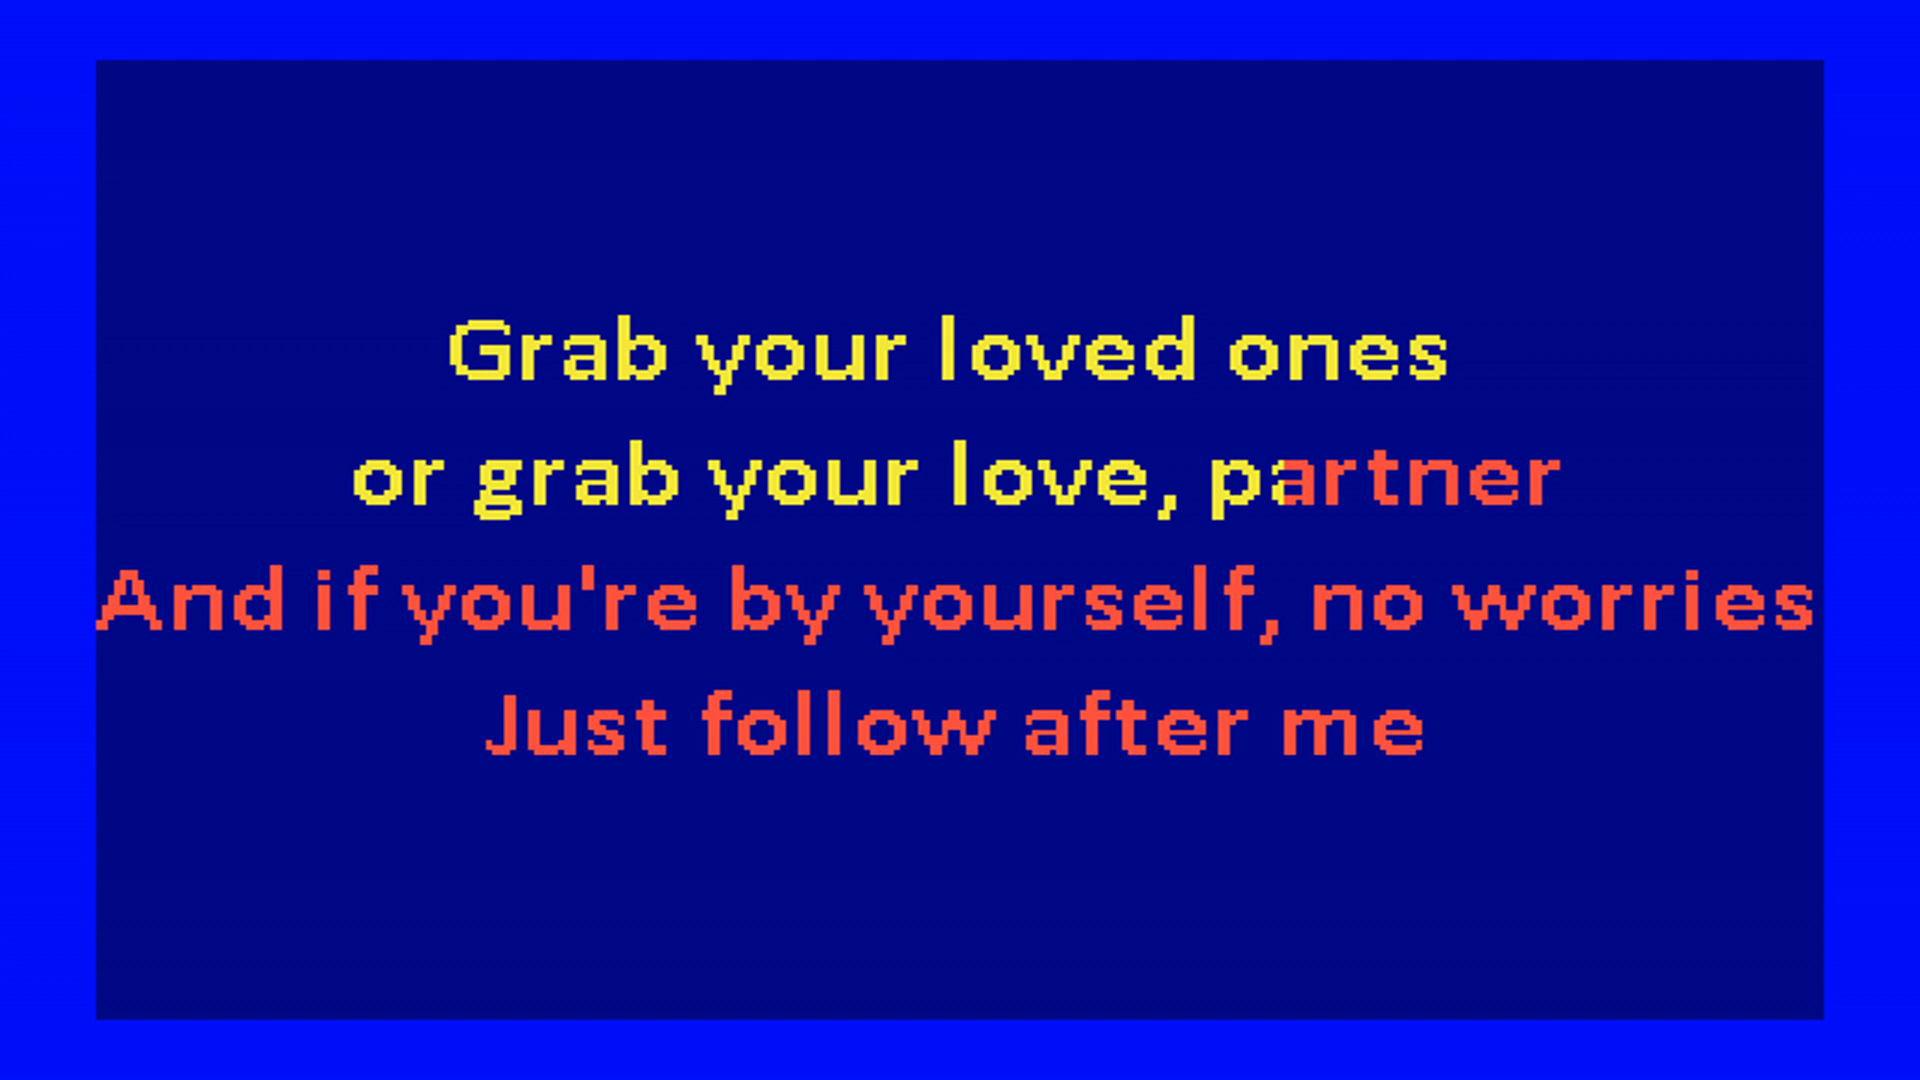 Grab your loved ones
or grab your love, partner
And if you're by yourself, no worries
Just follow after me